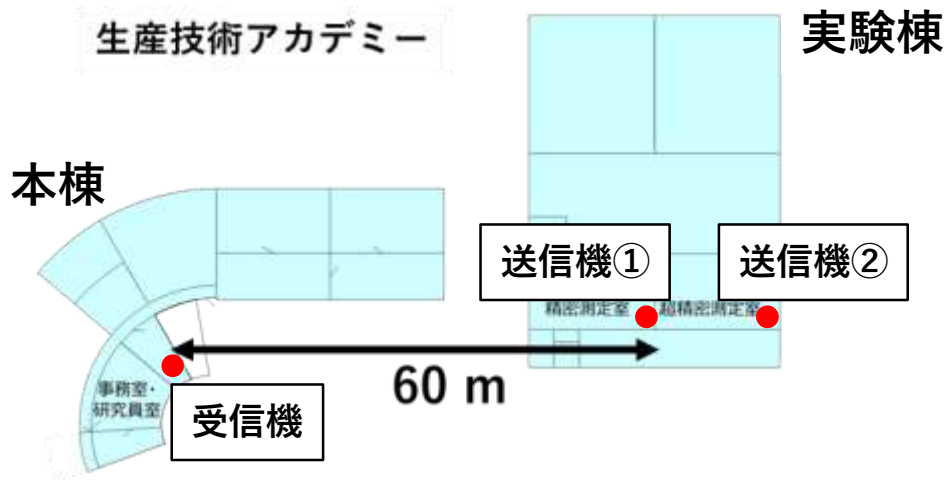 生産技術アカデミー
実験棟
本棟
送信機①
送信機②
精密測定室
超精密測定室
60 m
事務室・
研究員室
受信機